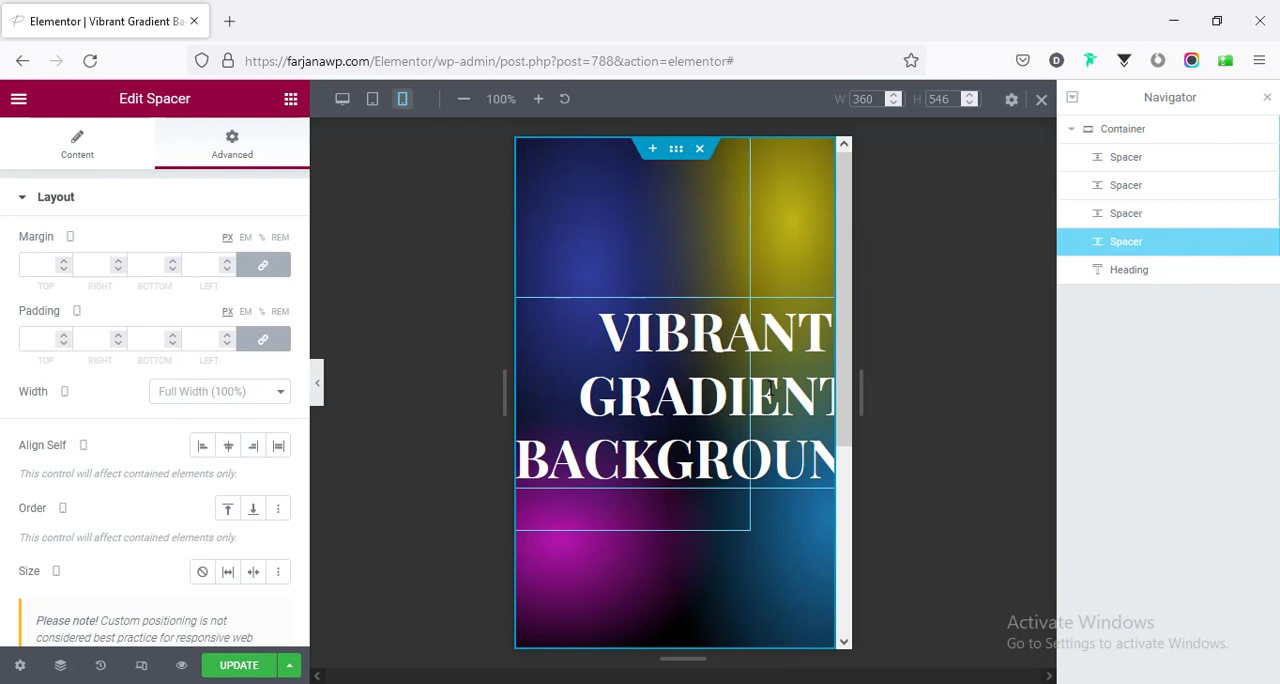 Elementor | Vibrant Gradient Ba
https://farjanawp.com/Elementor/wp-admin/post.php?post=788&action=elementor#
D
Edit Spacer
100%
W 360 H 546
Navigator
Content
Advanced
Container
Spacer
Spacer
Spacer
Spacer
Heading
Layout
Margin
PX EM % REM
TOP RIGHT BOTTOM LEFT
Padding
PX EM % REM
TOP RIGHT BOTTOM LEFT
Width
Full Width (100%)
Align Self
This control will affect contained elements only.
Order
This control will affect contained elements only.
Size
Please note! Custom positioning is not
considered best practice for responsive web
UPDATE
VIBRANT
GRADIENT
BACKGROUN
Activate Windows
Go to Settings to activate Windows.